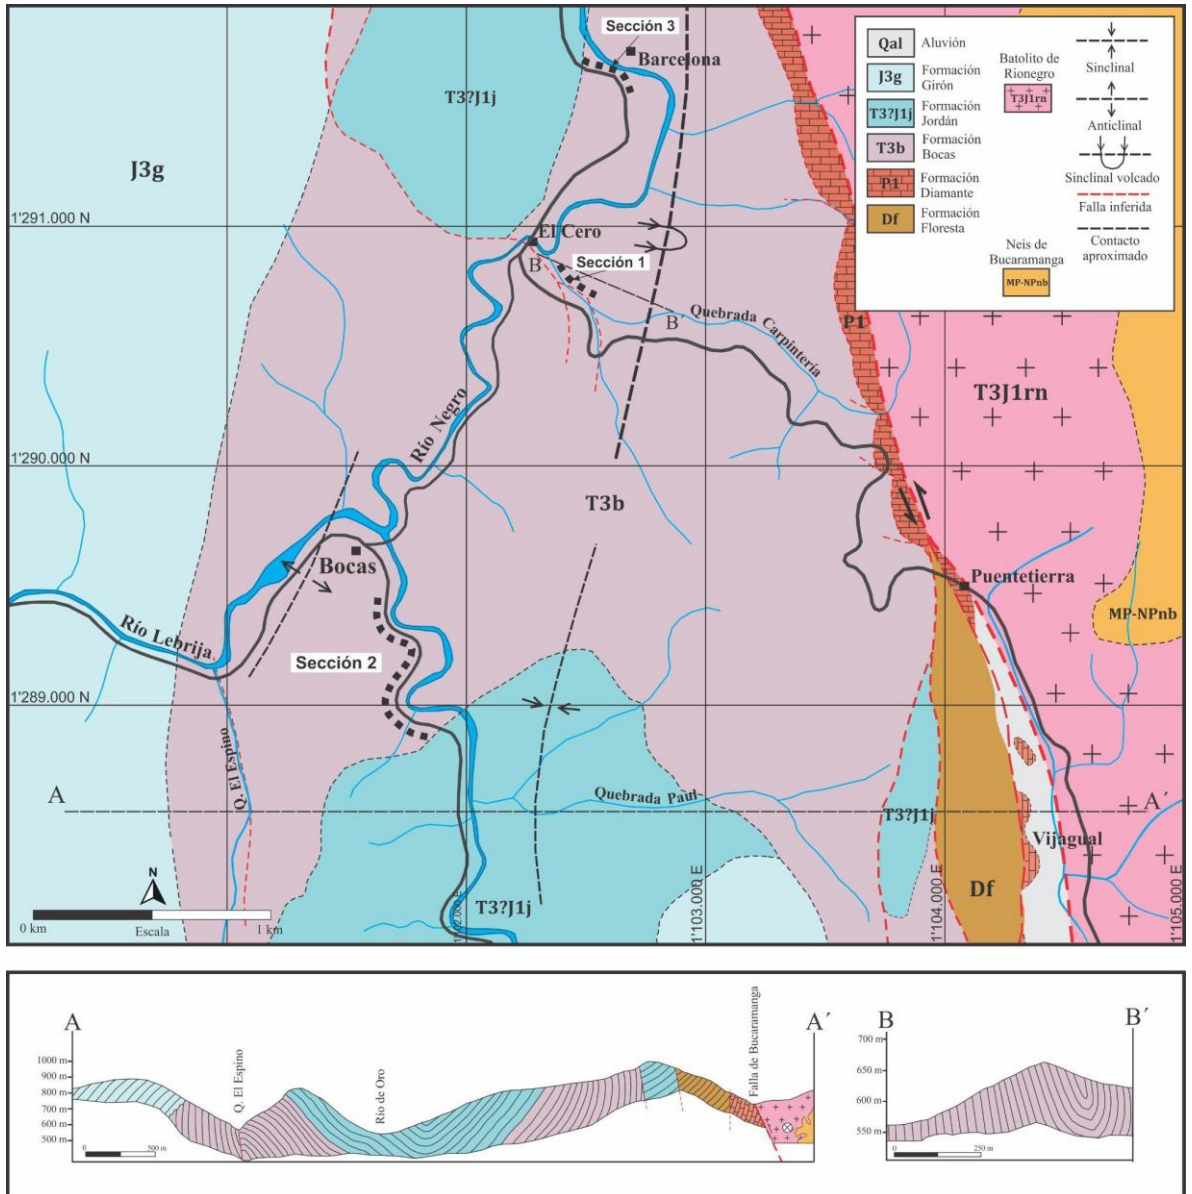 Sección 3
Barcelona
T3?J1j
J3g
Qal
Aluvión
J3g
Formación
Girón
T3?J1j
Formación
Jordán
T3b
Formación
Bocas
P1
Formación
Diamante
Df
Formación
Floresta
Batolito de
Rionegro
T3J1rn
Neis de
Bucaramanga
MP-NPnb
Sinclinal
Anticlinal
Sinclinal volcado
Falla inferida
Contacto
aproximado
1'291.000 N
El Cero
B
Sección 1
B'
Quebrada Carpintería
P1
T3J1rn
Río Negro
1'290.000 N
T3b
Bocas
Puentetierra
MP-NPnb
Río Lebrija
Sección 2
1'289.000 N
Q. El Espino
A
Quebrada Paul
T3?J1j
A´
Vijagual
Df
T3?J1j
1'102.000 E
1'103.000 E
1'104.000 E
1'105.000 E
N
0 km
Escala
1 km
A
A´
1000 m
900 m
800 m
700 m
600 m
500 m
Q. El Espino
Río de Oro
Falla de Bucaramanga
0
500 m
B
B´
700 m
650 m
600 m
550 m
0
250 m